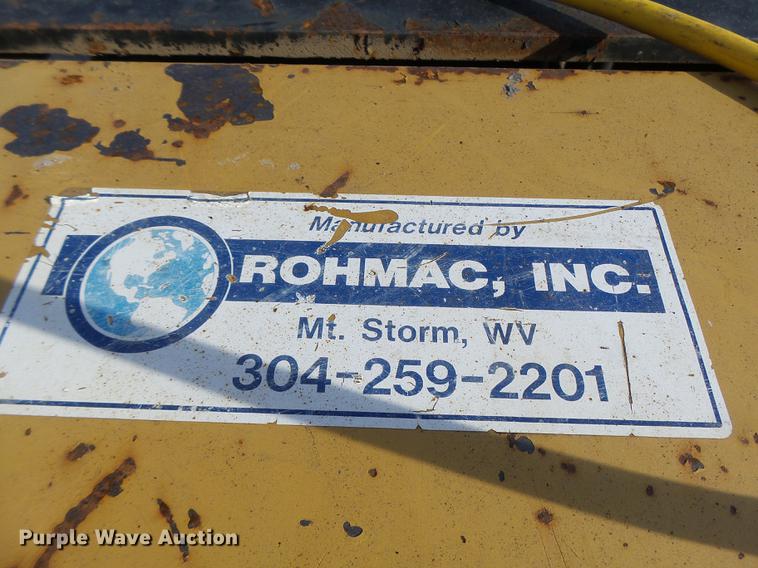 Manufactured by
ROHMAC, INC.
Mt. Storm, WV
304-259-2201
Purple Wave Auction